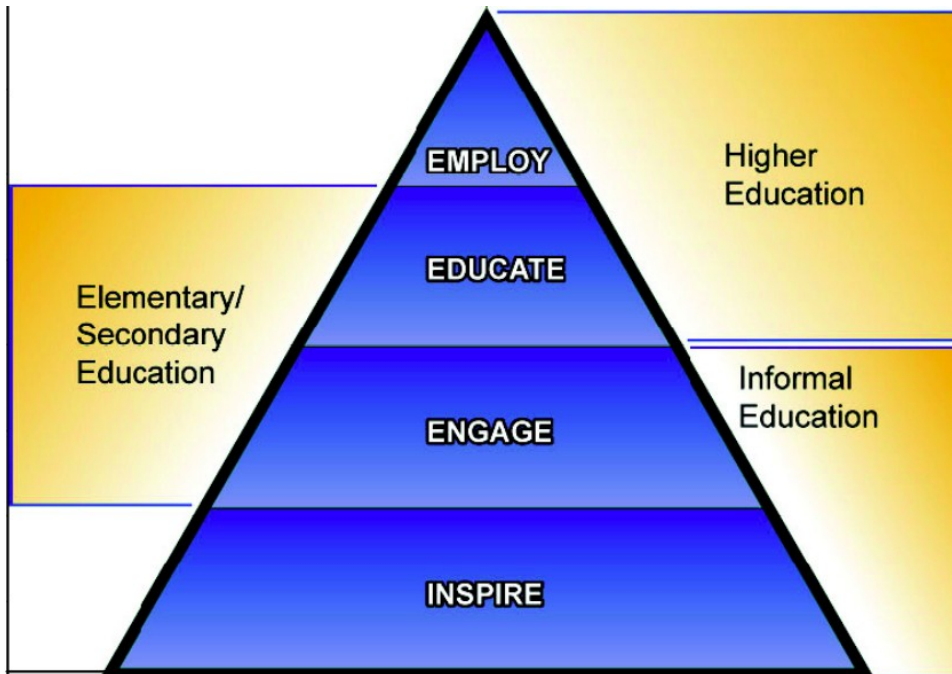 EMPLOY
Higher
Education
EDUCATE
Elementary/
Secondary
Education
Informal
Education
ENGAGE
INSPIRE